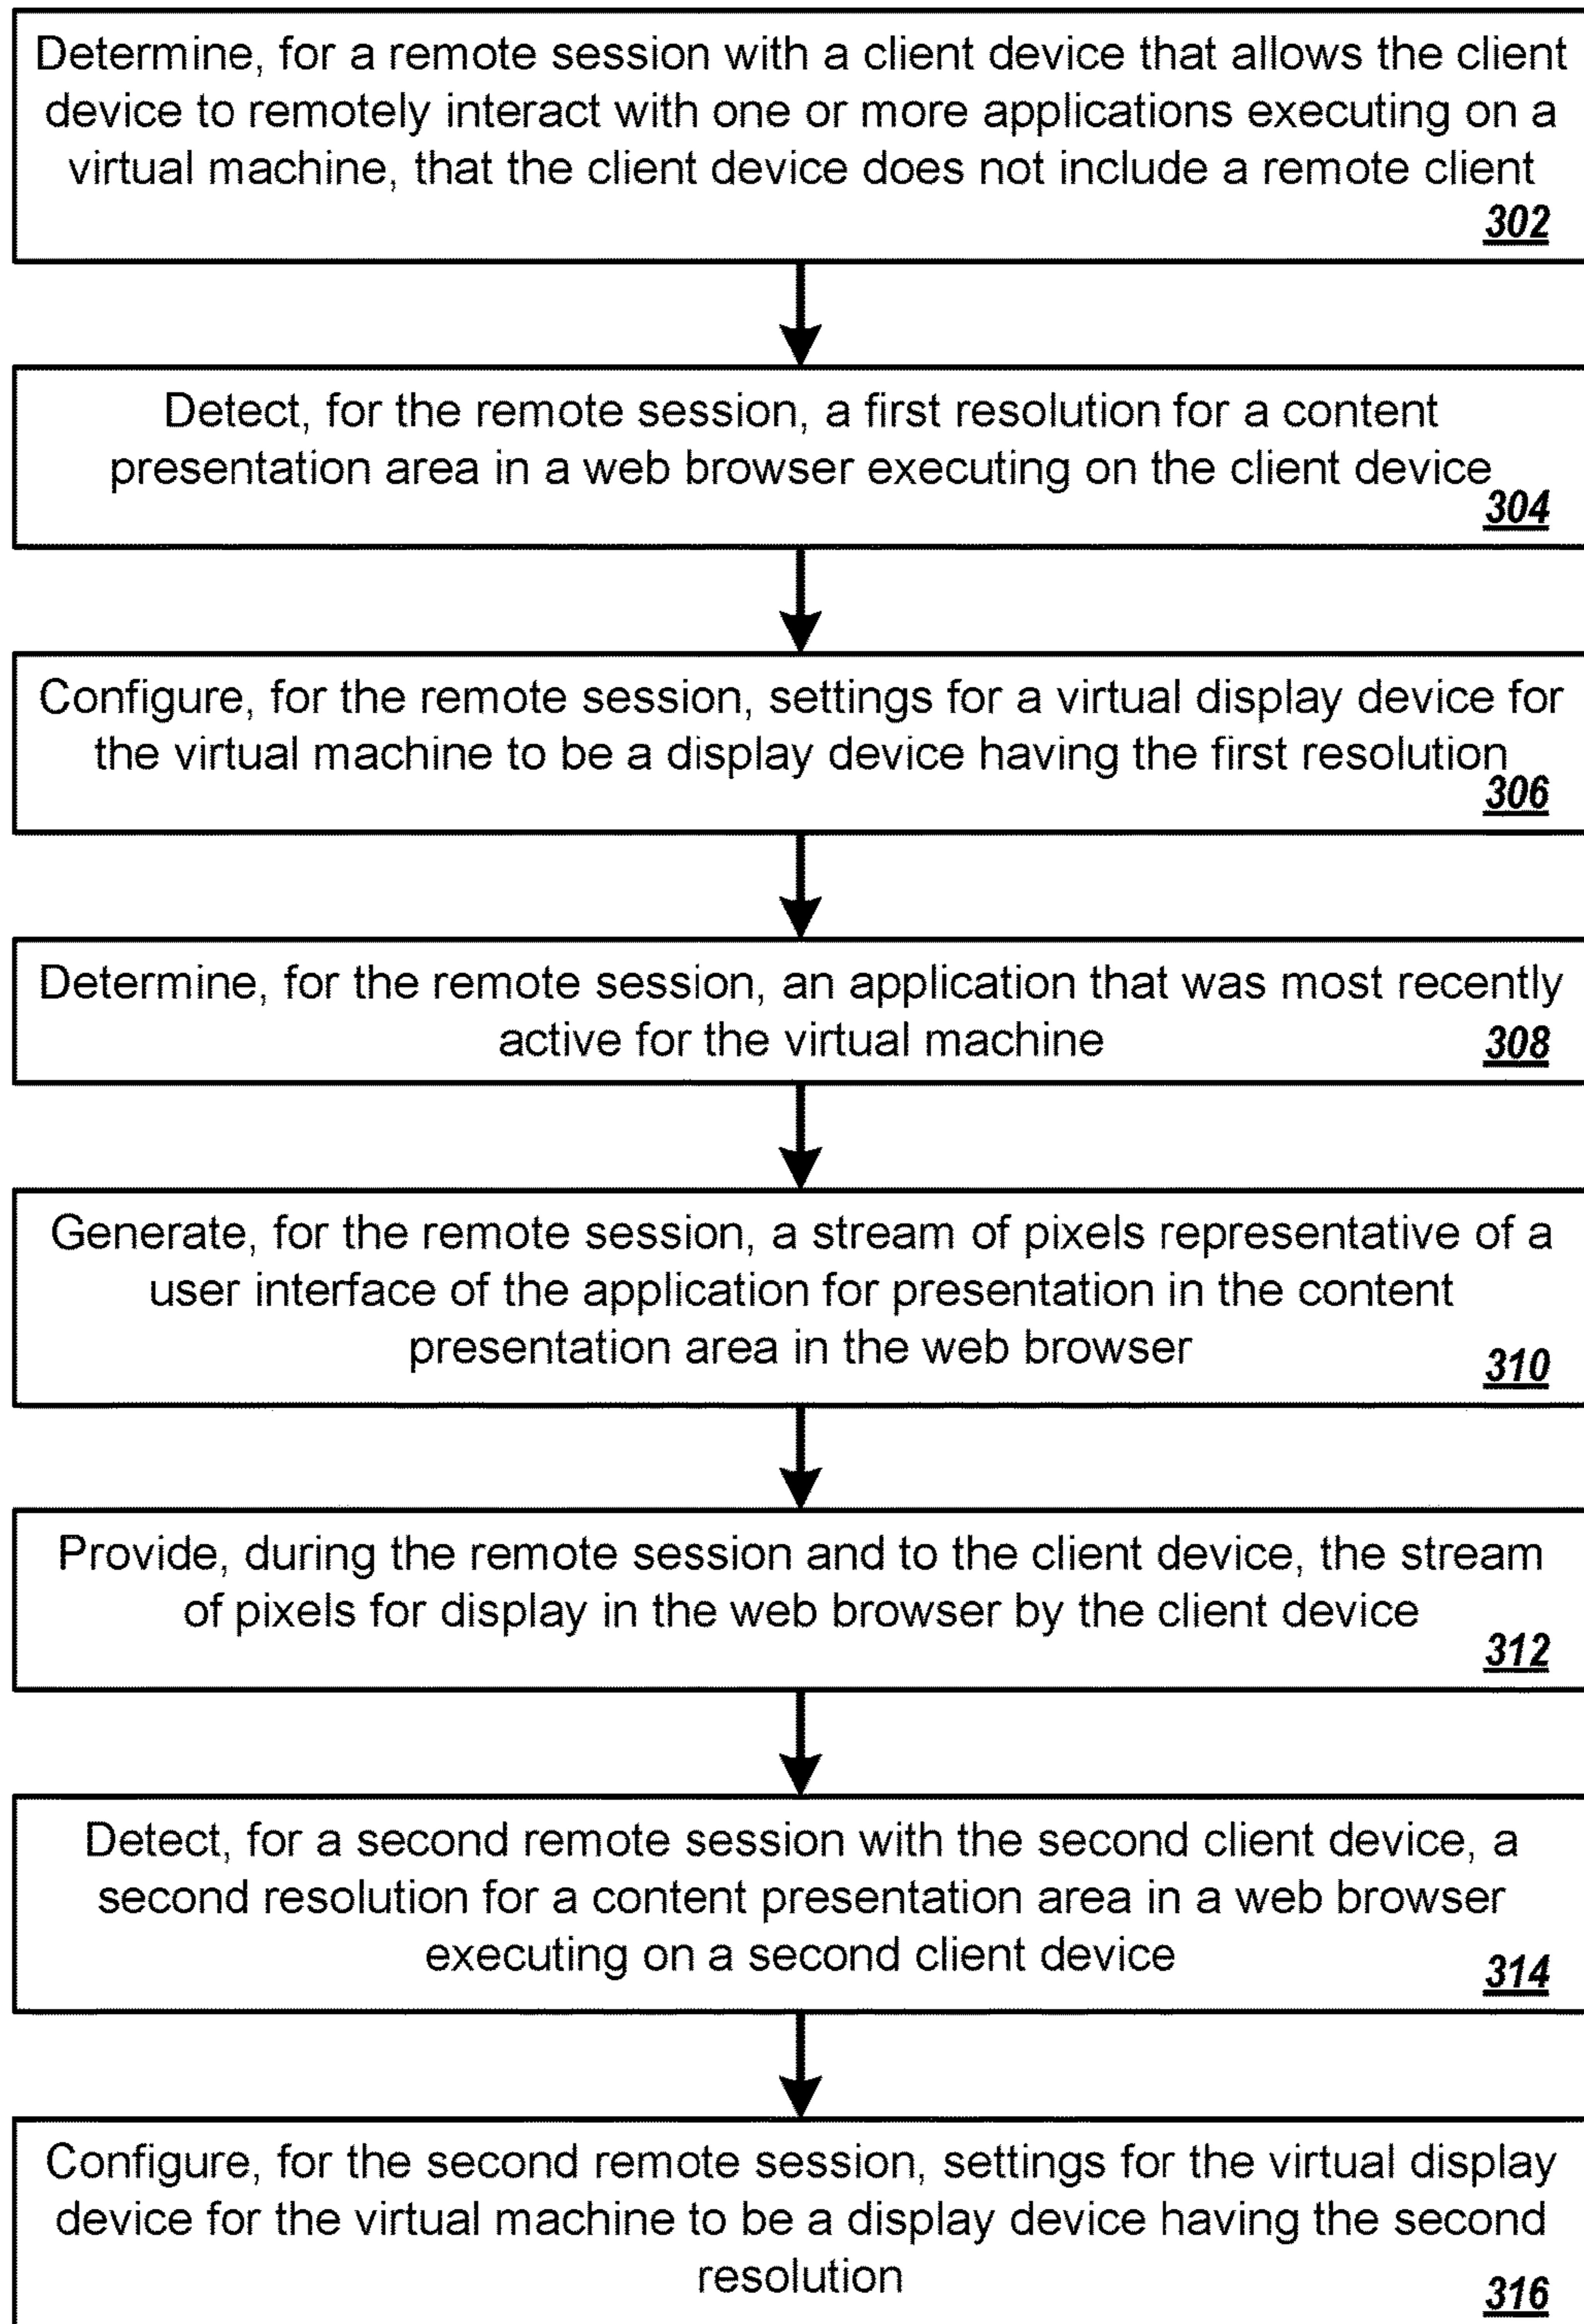 Determine, for a remote session with a client device that allows the client
device to remotely interact with one or more applications executing on a
virtual machine, that the client device does not include a remote client
302
Detect, for the remote session, a first resolution for a content
presentation area in a web browser executing on the client device
304
Configure, for the remote session, settings for a virtual display device for
the virtual machine to be a display device having the first resolution
306
Determine, for the remote session, an application that was most recently
active for the virtual machine 308
Generate, for the remote session, a stream of pixels representative of a
user interface of the application for presentation in the content
presentation area in the web browser
310
Provide, during the remote session and to the client device, the stream
of pixels for display in the web browser by the client device
312
Detect, for a second remote session with the second client device, a
second resolution for a content presentation area in a web browser
executing on a second client device
314
Configure, for the second remote session, settings for the virtual display
device for the virtual machine to be a display device having the second
resolution
316